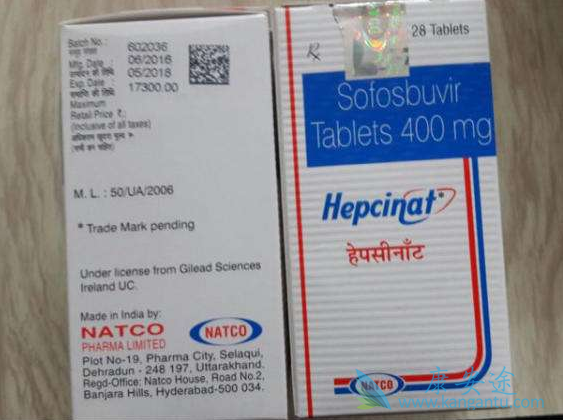 Batch No. :
602036
Mfg. Date :
06/2016
Exp. Date :
05/2018
Maximum
17300.00
Retail Price ₹.:
(Inclusive of all taxes)
M. L. : 50/UA/2006
* Trade Mark pending
Under license from Gilead Sciences
Ireland UC.
Made in India by:
NATCO
PHARMA LIMITED
NATCO
Plot No-19, Pharma City, Selaqui,
Dehradun - 248 197, Uttarakhand.
Regd-Office: Natco House, Road No.2,
Banjara Hills, Hyderabad-500 034.
℞
28 Tablets
Sofosbuvir
Tablets 400 mg
Hepcinat*
हेपसीनाँट
NATCO
康安途
www.kangantu.com